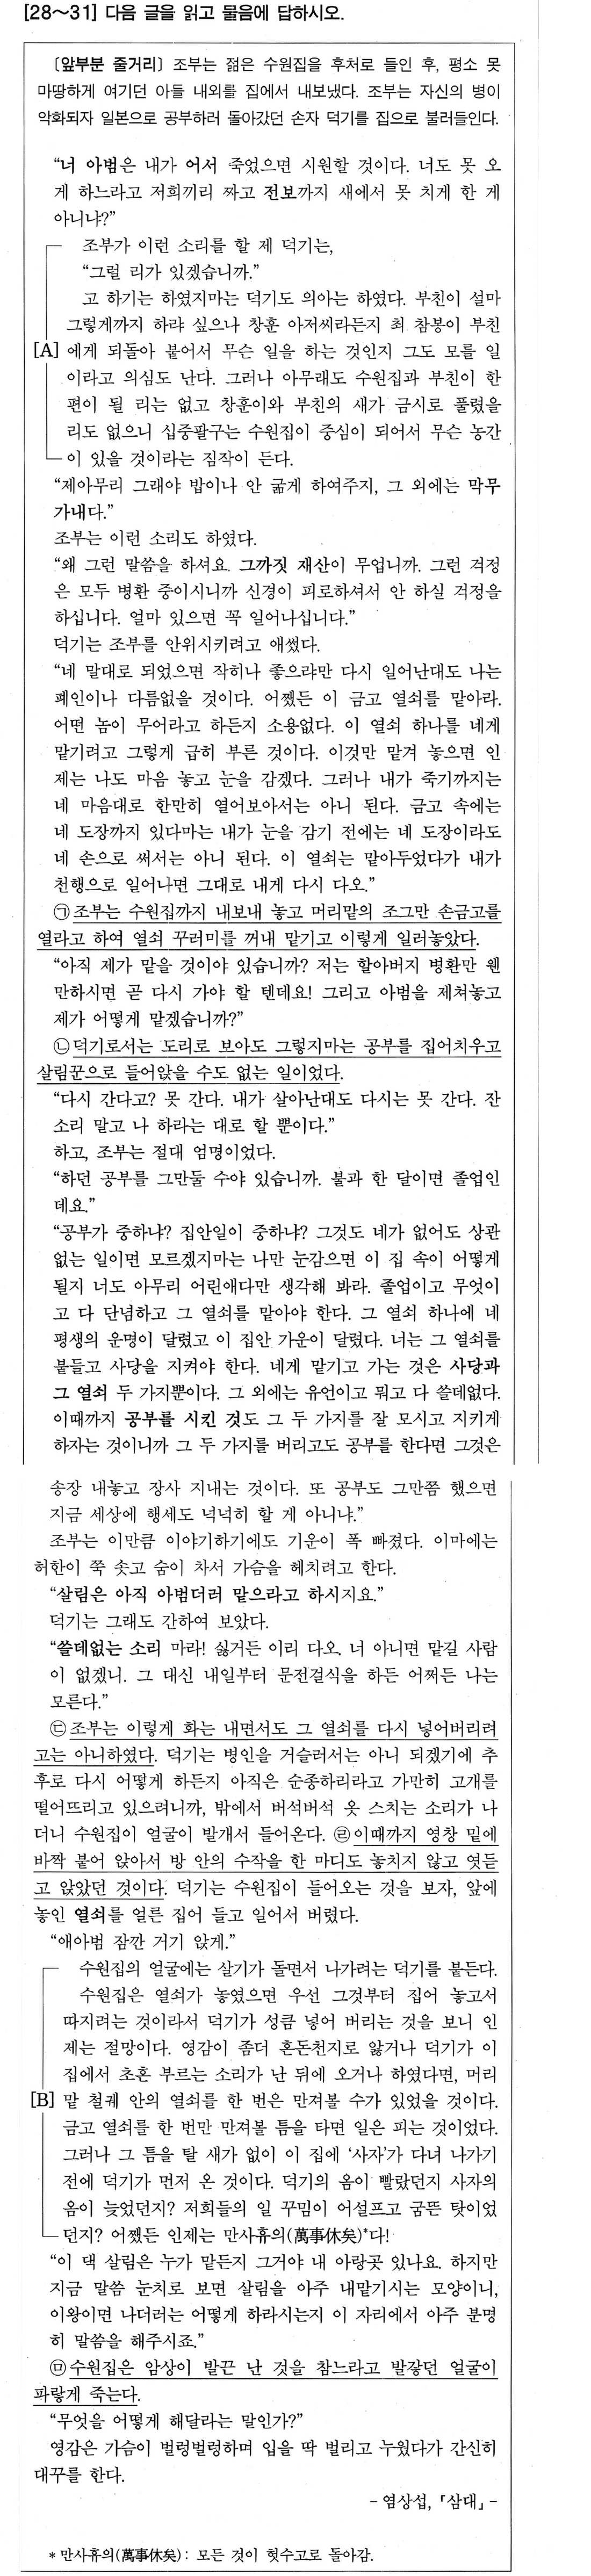 [28~31] 다음 글을 읽고 물음에 답하시오.
〔앞부분 줄거리〕 조부는 젊은 수원집을 후처로 들인 후, 평소 못
마땅하게 여기던 아들 내외를 집에서 내보냈다. 조부는 자신의 병이
악화되자 일본으로 공부하러 돌아갔던 손자 덕기를 집으로 불러들인다.
“너 아범은 내가 어서 죽었으면 시원할 것이다. 너도 못 오
게 하느라고 저희끼리 짜고 전보까지 새에서 못 치게 한 게
아니냐?”
조부가 이런 소리를 할 제 덕기는,
“그럴 리가 있겠습니까.”
고 하기는 하였지마는 덕기도 의아는 하였다. 부친이 설마
그렇게까지 하랴 싶으나 창훈 아저씨라든지 최 참봉이 부친
[A] 에게 되돌아 붙어서 무슨 일을 하는 것인지 그도 모를 일
이라고 의심도 난다. 그러나 아무래도 수원집과 부친이 한
편이 될 리는 없고 창훈이와 부친의 새가 금시로 풀렸을
리도 없으니 십중팔구는 수원집이 중심이 되어서 무슨 농간
이 있을 것이라는 짐작이 든다.
“제아무리 그래야 밥이나 안 굶게 하여주지, 그 외에는 막무
가내다.”
조부는 이런 소리도 하였다.
“왜 그런 말씀을 하셔요. 그까짓 재산이 무업니까. 그런 걱정
은 모두 병환 중이시니까 신경이 피로하셔서 안 하실 걱정을
하십니다. 얼마 있으면 꼭 일어나십니다.”
덕기는 조부를 안위시키려고 애썼다.
“네 말대로 되었으면 작히나 좋으랴만 다시 일어난대도 나는
폐인이나 다름없을 것이다. 어쨌든 이 금고 열쇠를 맡아라.
어떤 놈이 무어라고 하든지 소용없다. 이 열쇠 하나를 네게
맡기려고 그렇게 급히 부른 것이다. 이것만 맡겨 놓으면 인
제는 나도 마음 놓고 눈을 감겠다. 그러나 내가 죽기까지는
네 마음대로 한만히 열어보아서는 아니 된다. 금고 속에는
네 도장까지 있다마는 내가 눈을 감기 전에는 네 도장이라도
네 손으로 써서는 아니 된다. 이 열쇠는 맡아두었다가 내가
천행으로 일어나면 그대로 내게 다시 다오.”
㉠조부는 수원집까지 내보내 놓고 머리맡의 조그만 손금고를
열라고 하여 열쇠 꾸러미를 꺼내 맡기고 이렇게 일러놓았다.
“아직 제가 맡을 것이야 있습니까? 저는 할아버지 병환만 웬
만하시면 곧 다시 가야 할 텐데요! 그리고 아범을 제쳐놓고
제가 어떻게 맡겠습니까?”
㉡덕기로서는 도리로 보아도 그렇지마는 공부를 집어치우고
살림꾼으로 들어앉을 수도 없는 일이었다.
“다시 간다고? 못 간다. 내가 살아난대도 다시는 못 간다. 잔
소리 말고 나 하라는 대로 할 뿐이다.”
하고, 조부는 절대 엄명이었다.
“하던 공부를 그만둘 수야 있습니까. 불과 한 달이면 졸업인
데요.”
“공부가 중하냐? 집안일이 중하냐? 그것도 네가 없어도 상관
없는 일이면 모르겠지마는 나만 눈감으면 이 집 속이 어떻게
될지 너도 아무리 어린애다만 생각해 봐라. 졸업이고 무엇이
고 다 단념하고 그 열쇠를 맡아야 한다. 그 열쇠 하나에 네
평생의 운명이 달렸고 이 집안 가운이 달렸다. 너는 그 열쇠를
붙들고 사당을 지켜야 한다. 네게 맡기고 가는 것은 사당과
그 열쇠 두 가지뿐이다. 그 외에는 유언이고 뭐고 다 쓸데없다.
이때까지 공부를 시킨 것도 그 두 가지를 잘 모시고 지키게
하자는 것이니까 그 두 가지를 버리고도 공부를 한다면 그것은
송장 내놓고 장사 지내는 것이다. 또 공부도 그만쯤 했으면
지금 세상에 행세도 넉넉히 할 게 아니냐.”
조부는 이만큼 이야기하기에도 기운이 폭 빠졌다. 이마에는
허한이 쭉 솟고 숨이 차서 가슴을 헤치려고 한다.
“살림은 아직 아범더러 맡으라고 하시지요.”
덕기는 그래도 간하여 보았다.
“쓸데없는 소리 마라! 싫거든 이리 다오. 너 아니면 맡길 사람
이 없겠니. 그 대신 내일부터 문전걸식을 하든 어쩌든 나는
모른다.”
㉢조부는 이렇게 화는 내면서도 그 열쇠를 다시 넣어버리려
고는 아니하였다. 덕기는 병인을 거슬러서는 아니 되겠기에 추
후로 다시 어떻게 하든지 아직은 순종하리라고 가만히 고개를
떨어뜨리고 있으려니까, 밖에서 버석버석 옷 스치는 소리가 나
더니 수원집이 얼굴이 발개서 들어온다. ㉣이때까지 영창 밑에
바짝 붙어 앉아서 방 안의 수작을 한 마디도 놓치지 않고 엿듣
고 앉았던 것이다. 덕기는 수원집이 들어오는 것을 보자, 앞에
놓인 열쇠를 얼른 집어 들고 일어서 버렸다.
“애아범 잠깐 거기 앉게.”
수원집의 얼굴에는 살기가 돌면서 나가려는 덕기를 붙든다.
수원집은 열쇠가 놓였으면 우선 그것부터 집어 놓고서
따지려는 것이라서 덕기가 성큼 넣어 버리는 것을 보니 인
제는 절망이다. 영감이 좀더 혼돈천지로 앓거나 덕기가 이
집에서 초혼 부르는 소리가 난 뒤에 오거나 하였다면, 머리
[B] 맡 철궤 안의 열쇠를 한 번은 만져볼 수가 있었을 것이다.
금고 열쇠를 한 번만 만져볼 틈을 타면 일은 피는 것이었다.
그러나 그 틈을 탈 새가 없이 이 집에 ‘사자’가 다녀 나가기
전에 덕기가 먼저 온 것이다. 덕기의 옴이 빨랐던지 사자의
옴이 늦었던지? 저희들의 일 꾸밈이 어설프고 굼뜬 탓이었
던지? 어쨌든 인제는 만사휴의(萬事休矣)*다!
“이 댁 살림은 누가 맡든지 그거야 내 아랑곳 있나요. 하지만
지금 말씀 눈치로 보면 살림을 아주 내맡기시는 모양이니,
이왕이면 나더러는 어떻게 하라시는지 이 자리에서 아주 분명
히 말씀을 해주시죠.”
㉤수원집은 암상이 발끈 난 것을 참느라고 발갛던 얼굴이
파랗게 죽는다.
“무엇을 어떻게 해달라는 말인가?”
영감은 가슴이 벌렁벌렁하며 입을 딱 벌리고 누웠다가 간신히
대꾸를 한다.
- 염상섭, 「삼대」 -
* 만사휴의(萬事休矣) : 모든 것이 헛수고로 돌아감.